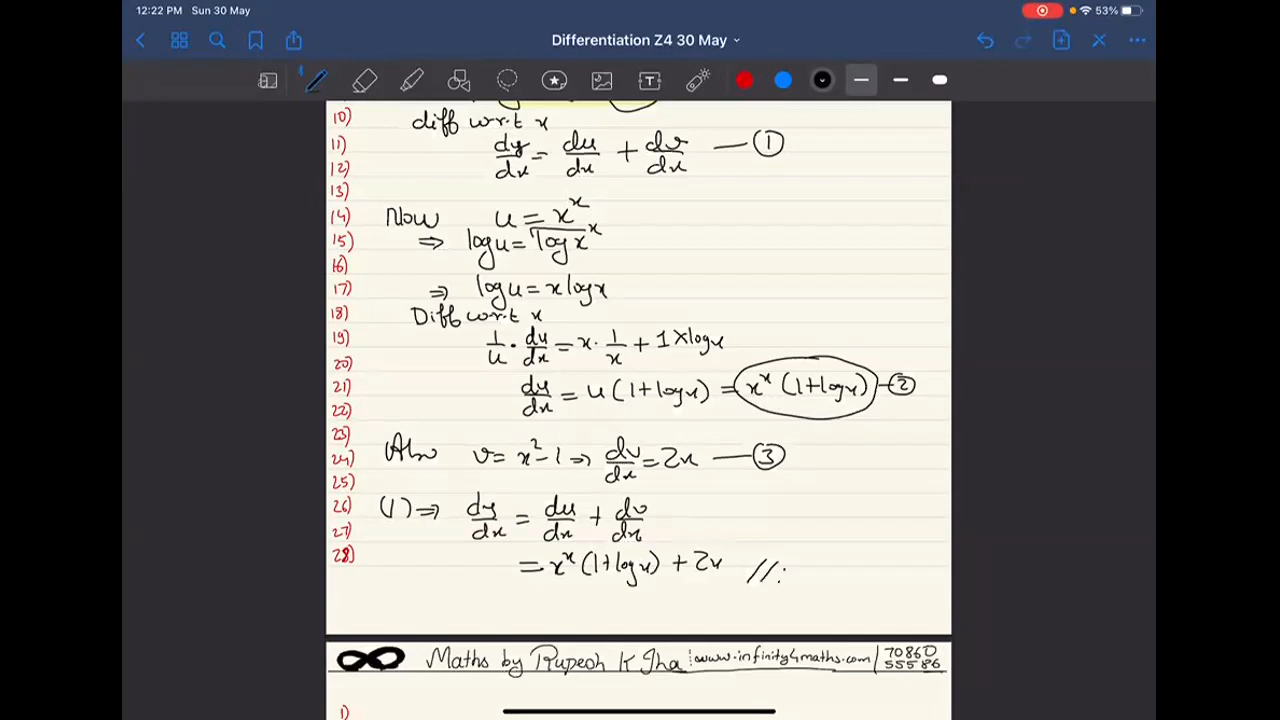 12:22 PM Sun 30 May 53%
Differentiation Z4 30 May
10) diff w.r.t x
11) dy/dx = du/dx + dv/dx — ①
12)
13)
14) Now u = x^x
15) ⇒ log u = log x^x
16)
17) ⇒ log u = x log x
18) Diff w.r.t x
19) 1/u · du/dx = x · 1/x + 1 × log x
20)
21) du/dx = u (1 + log x) = x^x (1 + log x) — ②
22)
23)
24) Also v = x² - 1 ⇒ dv/dx = 2x — ③
25)
26) (1) ⇒ dy/dx = du/dx + dv/dx
27)
28) = x^x (1 + log x) + 2x //.
∞ Maths by Rupesh K Jha www.infinity4maths.com / 70860 55586
1)